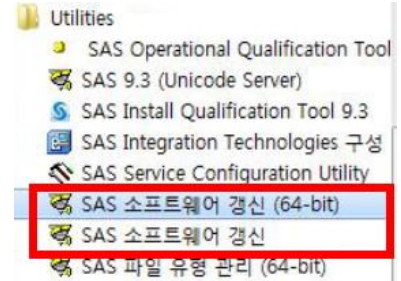 Utilities
SAS Operational Qualification Tool
SAS 9.3 (Unicode Server)
SAS Install Qualification Tool 9.3
SAS Integration Technologies 구성
SAS Service Configuration Utility
SAS 소프트웨어 갱신 (64-bit)
SAS 소프트웨어 갱신
SAS 파일 유형 관리 (64-bit)